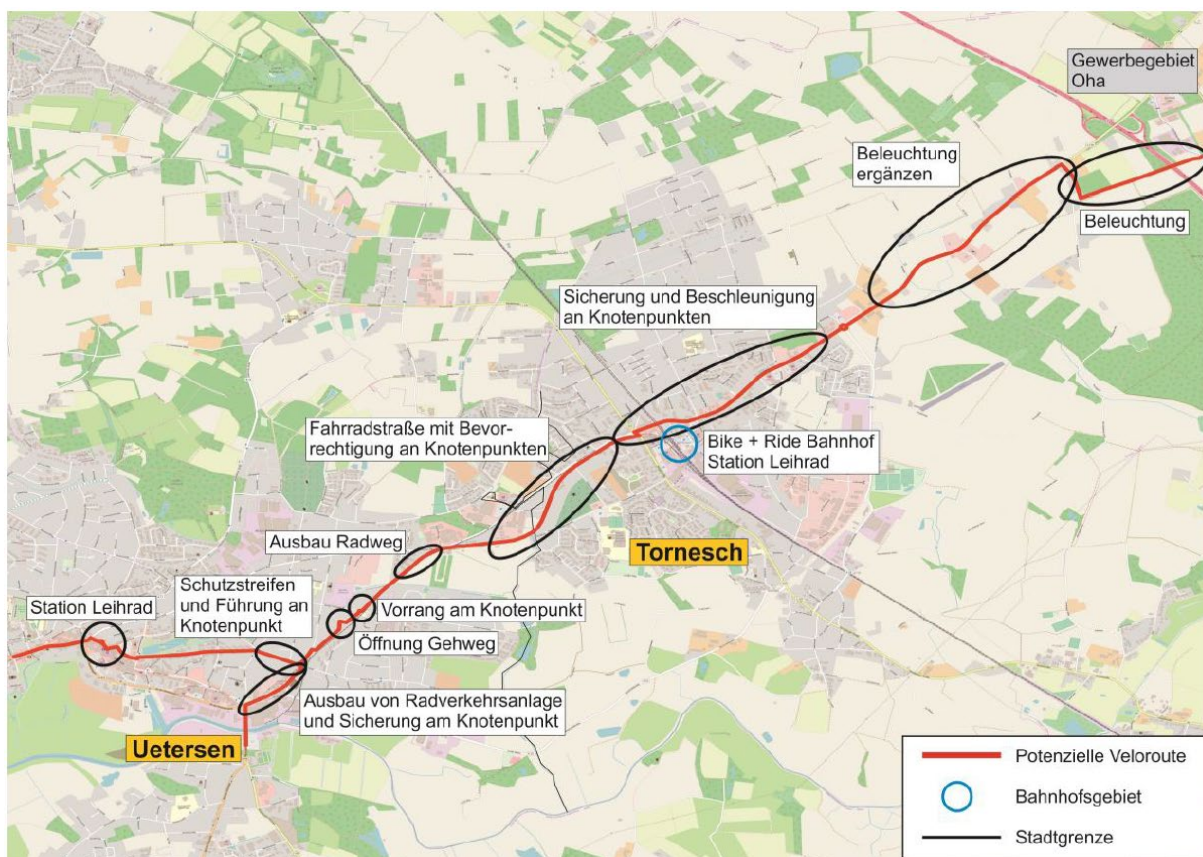 Gewerbegebiet
Oha
Beleuchtung
ergänzen
Beleuchtung
Sicherung und Beschleunigung
an Knotenpunkten
Fahrradstraße mit Bevor-
rechtigung an Knotenpunkten
Bike + Ride Bahnhof
Station Leihrad
Ausbau Radweg
Tornesch
Schutzstreifen
und Führung an
Knotenpunkt
Station Leihrad
Vorrang am Knotenpunkt
Öffnung Gehweg
Ausbau von Radverkehrsanlage
und Sicherung am Knotenpunkt
Uetersen
Potenzielle Veloroute
Bahnhofsgebiet
Stadtgrenze